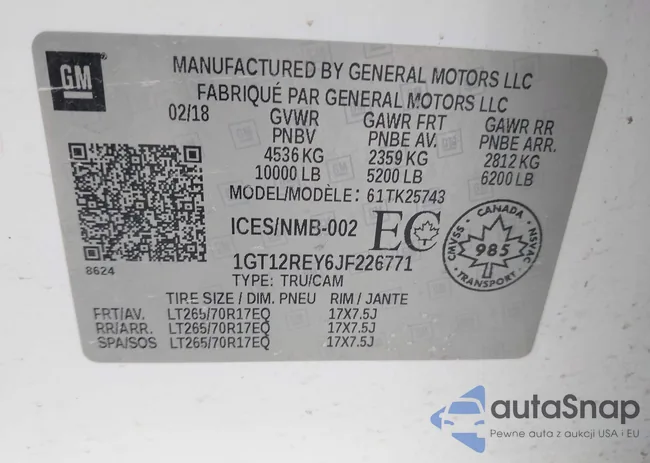 GM
MANUFACTURED BY GENERAL MOTORS LLC
FABRIQUÉ PAR GENERAL MOTORS LLC
02/18 GVWR GAWR FRT GAWR RR
PNBV PNBE AV. PNBE ARR.
4536 KG 2359 KG 2812 KG
10000 LB 5200 LB 6200 LB
MODEL/MODÈLE: 61TK25743
ICES/NMB-002 EC
CANADA
CMVSS 985 NSVAC
TRANSPORT
8624
1GT12REY6JF226771
TYPE: TRU/CAM
TIRE SIZE / DIM. PNEU RIM / JANTE
FRT/AV. LT265/70R17EQ 17X7.5J
RR/ARR. LT265/70R17EQ 17X7.5J
SPA/SOS LT265/70R17EQ 17X7.5J
autaSnap
Pewne auta z aukcji USA i EU